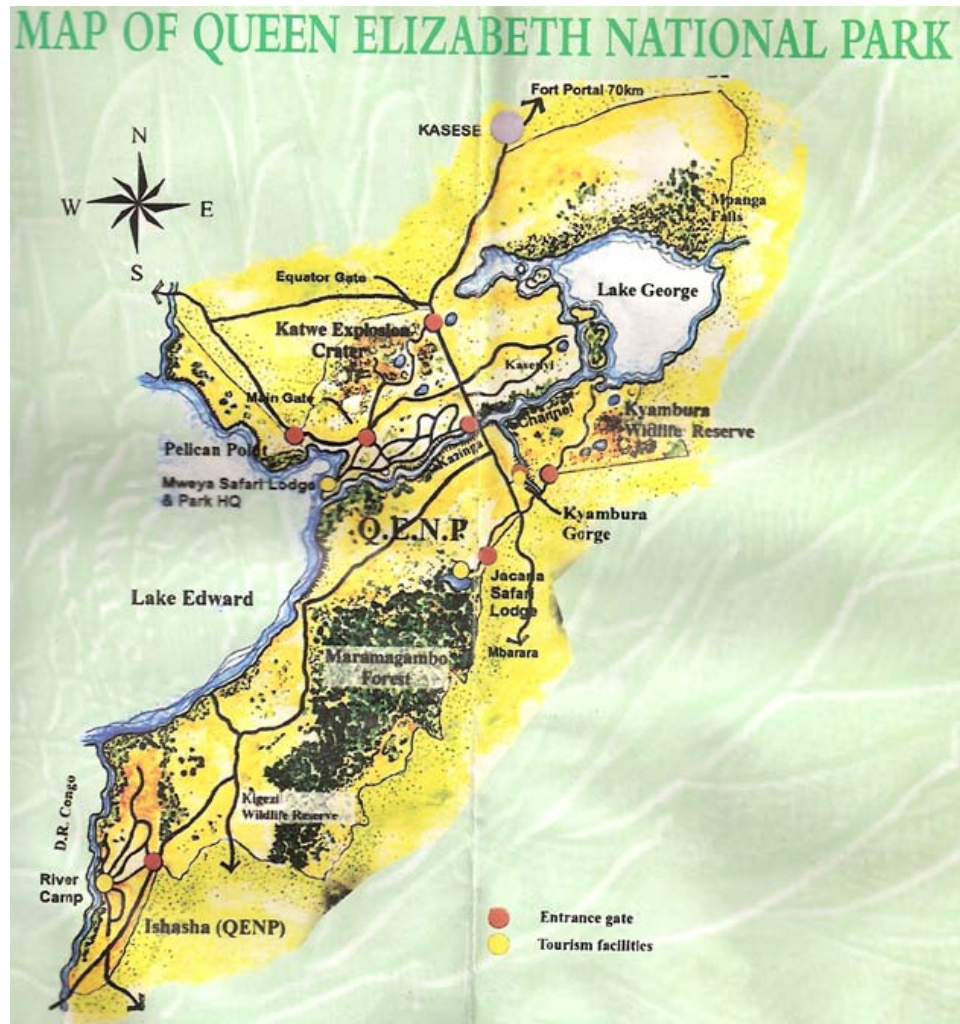 MAP OF QUEEN ELIZABETH NATIONAL PARK
Fort Portal 70km
KASESE
N
W
E
S
Mpanga
Falls
Equator Gate
Lake George
Katwe Explosion
Crater
Kasenyi
Main Gate
Channel
Kyambura
Wildlife Reserve
Pelican Point
Kazinga
Mweya Safari Lodge
& Park HQ
Kyambura
Gorge
Q.E.N.P
Jacana
Safari
Lodge
Lake Edward
Mbarara
Maramagambo
Forest
D.R. Congo
Kigezi
Wildlife Reserve
River
Camp
Ishasha (QENP)
Entrance gate
Tourism facilities